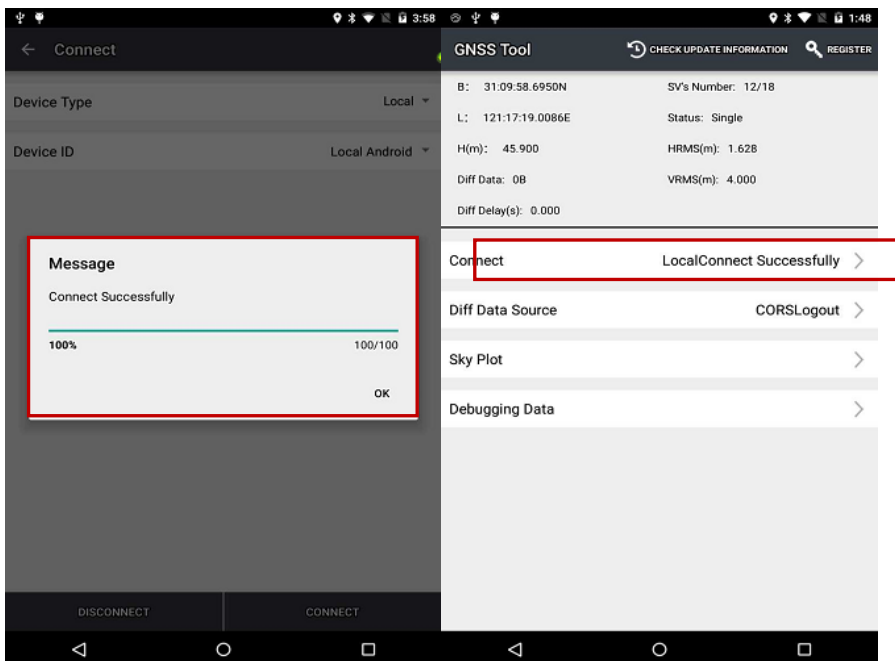 3:58
Connect
Device Type Local
Device ID Local Android
Message
Connect Successfully
100% 100/100
OK
DISCONNECT CONNECT
1:48
GNSS Tool CHECK UPDATE INFORMATION REGISTER
B: 31:09:58.6950N SV's Number: 12/18
L: 121:17:19.0086E Status: Single
H(m): 45.900 HRMS(m): 1.628
Diff Data: 0B VRMS(m): 4.000
Diff Delay(s): 0.000
Connect LocalConnect Successfully
Diff Data Source CORSLogout
Sky Plot
Debugging Data